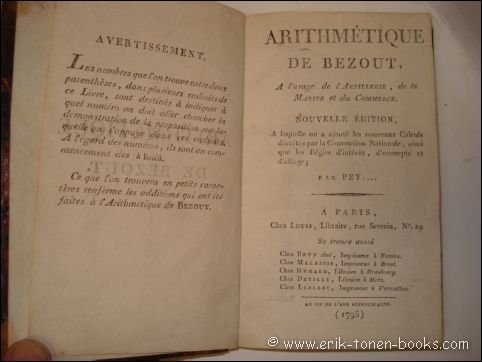 AVERTISSEMENT.
Les nombres que l'on trouve entre deux
parenthèses, dans plusieurs endroits de
ce Livre, sont destinés à indiquer à
quel numéro on doit aller chercher la
démonstration de la proposition sur la-
quelle on s'appuye dans ces endroits.
A l'égard des numéros, ils sont au com-
mencement des à linéa.
Ce que l'on trouvera en petits carac-
tères renferme les additions qui ont été
faites à l'Arithmétique de BEZOUT.
ARITHMÉTIQUE
DE BEZOUT,
A l'usage de l'ARTILLERIE, de la
MARINE et du COMMERCE.
NOUVELLE ÉDITION,
A laquelle on a ajouté les nouveaux Calculs
décrétés par la Convention Nationale, ainsi
que les Règles d'intérêt, d'escompte et
d'alliage;
PAR PEY....
A PARIS,
Chez LOUIS, Libraire, rue Severin, No. 29.
Se trouve aussi
Chez BRUN aîné, Imprimeur à Nantes.
Chez MALASSIS, Imprimeur à Brest.
Chez DUGARD, Libraire à Strasbourg.
Chez DEVILLY, Libraire à Metz.
Chez LEBLANC, Imprimeur à Versailles.
AN III DE L'ÈRE RÉPUBLICAINE.
(1795)
© www.erik-tonen-books.com